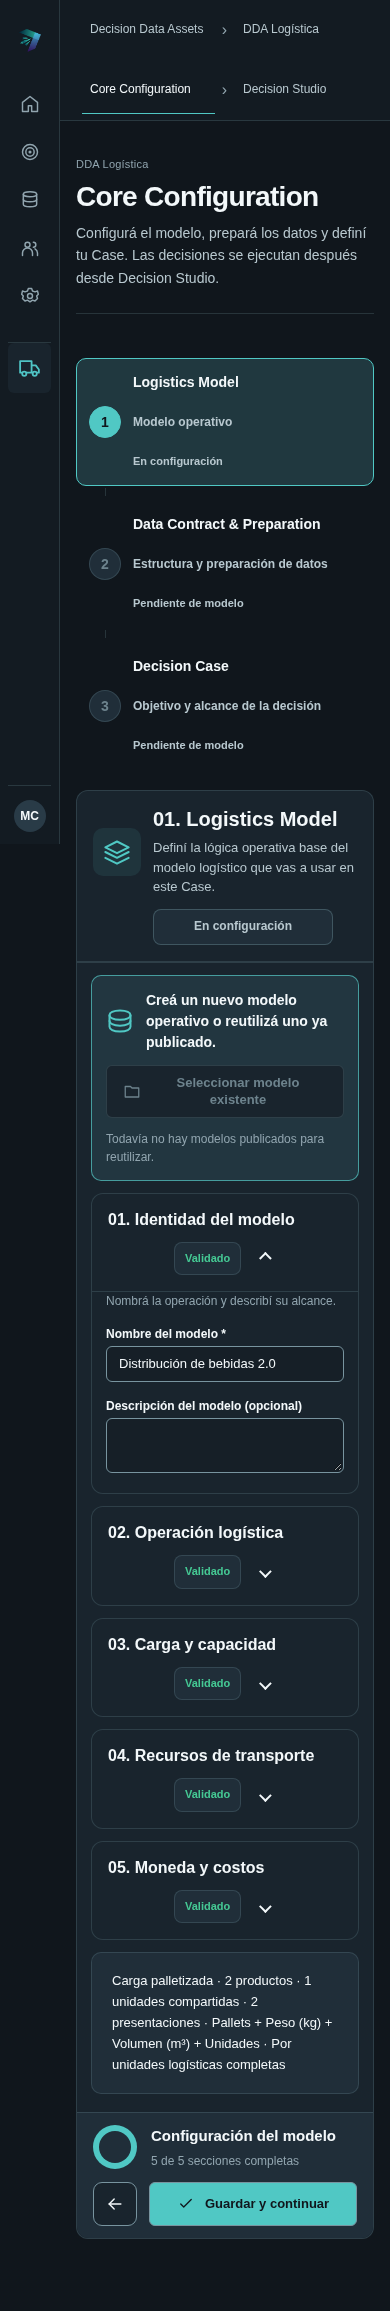 Decision Data Assets › DDA Logística
Core Configuration › Decision Studio
DDA Logística
Core Configuration
Configurá el modelo, prepará los datos y definí
tu Case. Las decisiones se ejecutan después
desde Decision Studio.
Logistics Model
1
Modelo operativo
En configuración
Data Contract & Preparation
2
Estructura y preparación de datos
Pendiente de modelo
Decision Case
3
Objetivo y alcance de la decisión
Pendiente de modelo
MC
01. Logistics Model
Definí la lógica operativa base del
modelo logístico que vas a usar en
este Case.
En configuración
Creá un nuevo modelo
operativo o reutilizá uno ya
publicado.
Seleccionar modelo
existente
Todavía no hay modelos publicados para
reutilizar.
01. Identidad del modelo
Validado
Nombrá la operación y describí su alcance.
Nombre del modelo *
Distribución de bebidas 2.0
Descripción del modelo (opcional)
02. Operación logística
Validado
03. Carga y capacidad
Validado
04. Recursos de transporte
Validado
05. Moneda y costos
Validado
Carga palletizada · 2 productos · 1
unidades compartidas · 2
presentaciones · Pallets + Peso (kg) +
Volumen (m³) + Unidades · Por
unidades logísticas completas
Configuración del modelo
5 de 5 secciones completas
Guardar y continuar